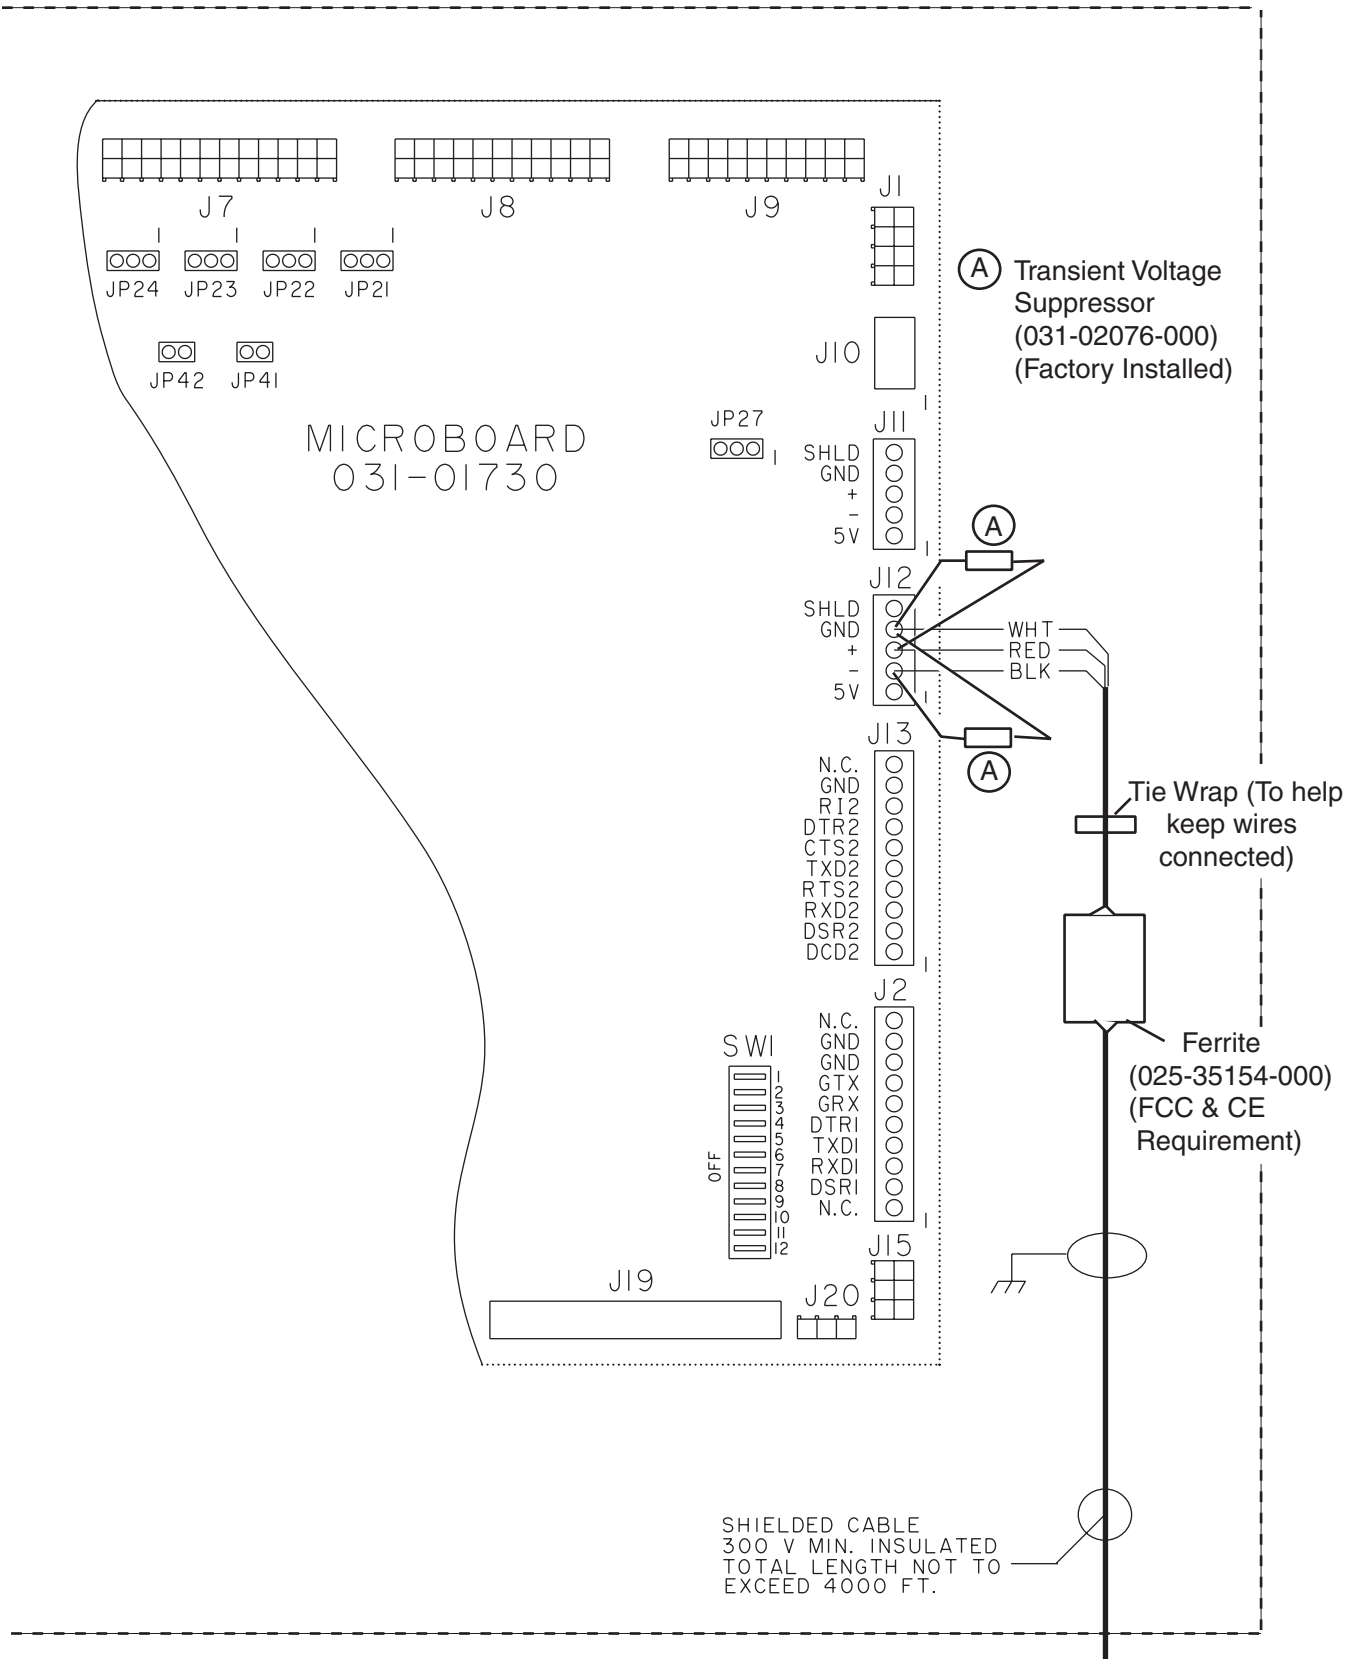 J7
J8
J9
J1
JP24 JP23 JP22 JP21
JP42 JP41
A Transient Voltage
Suppressor
(031-02076-000)
(Factory Installed)
J10
MICROBOARD
031-01730
JP27
J11
SHLD
GND
+
-
5V
A
J12
SHLD
GND
+
-
5V
WHT
RED
BLK
A
J13
N.C.
GND
RI2
DTR2
CTS2
TXD2
RTS2
RXD2
DSR2
DCD2
Tie Wrap (To help
keep wires
connected)
Ferrite
(025-35154-000)
(FCC & CE
Requirement)
J2
N.C.
GND
GND
GTX
GRX
DTR1
TXD1
RXD1
DSR1
N.C.
SW1
OFF
1
2
3
4
5
6
7
8
9
10
11
12
J15
J19
J20
SHIELDED CABLE
300 V MIN. INSULATED
TOTAL LENGTH NOT TO
EXCEED 4000 FT.